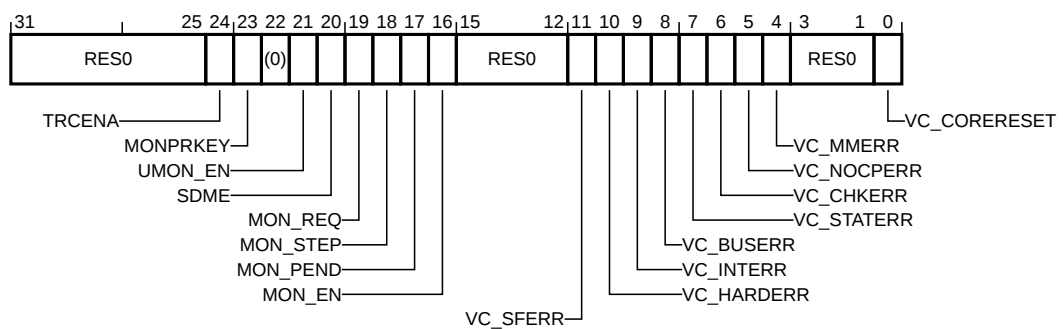 31 25 24 23 22 21 20 19 18 17 16 15 12 11 10 9 8 7 6 5 4 3 1 0
RES0 (0) RES0 RES0
TRCENA VC_CORERESET
MONPRKEY VC_MMERR
UMON_EN VC_NOCPERR
SDME VC_CHKERR
MON_REQ VC_STATERR
MON_STEP VC_BUSERR
MON_PEND VC_INTERR
MON_EN VC_HARDERR
VC_SFERR